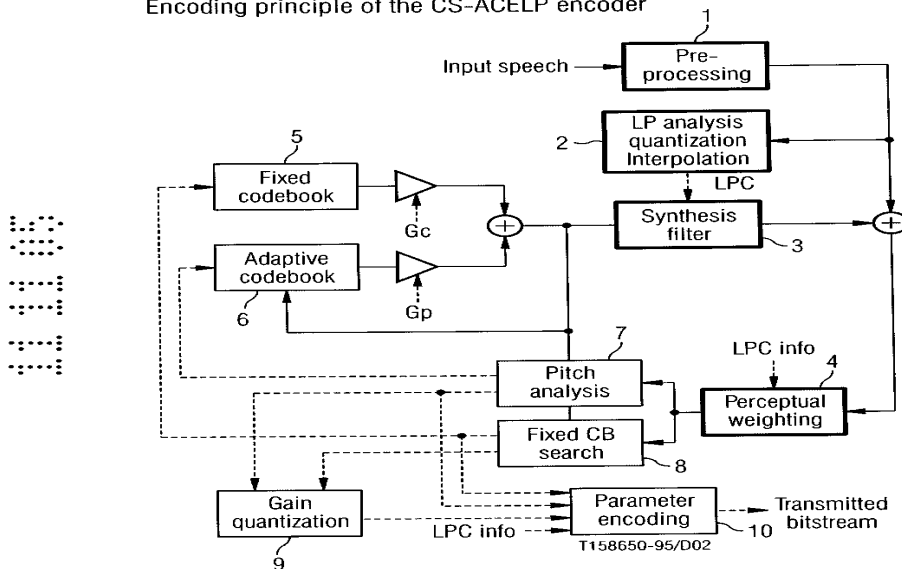 Encoding principle of the CS-ACELP encoder
1
Input speech
Pre-
processing
2
LP analysis
quantization
Interpolation
LPC
5
Fixed
codebook
Gc
Synthesis
filter
3
Adaptive
codebook
6
Gp
7
Pitch
analysis
LPC info
4
Perceptual
weighting
Fixed CB
search
8
Gain
quantization
9
LPC info
Parameter
encoding
10
Transmitted
bitstream
T158650-95/D02